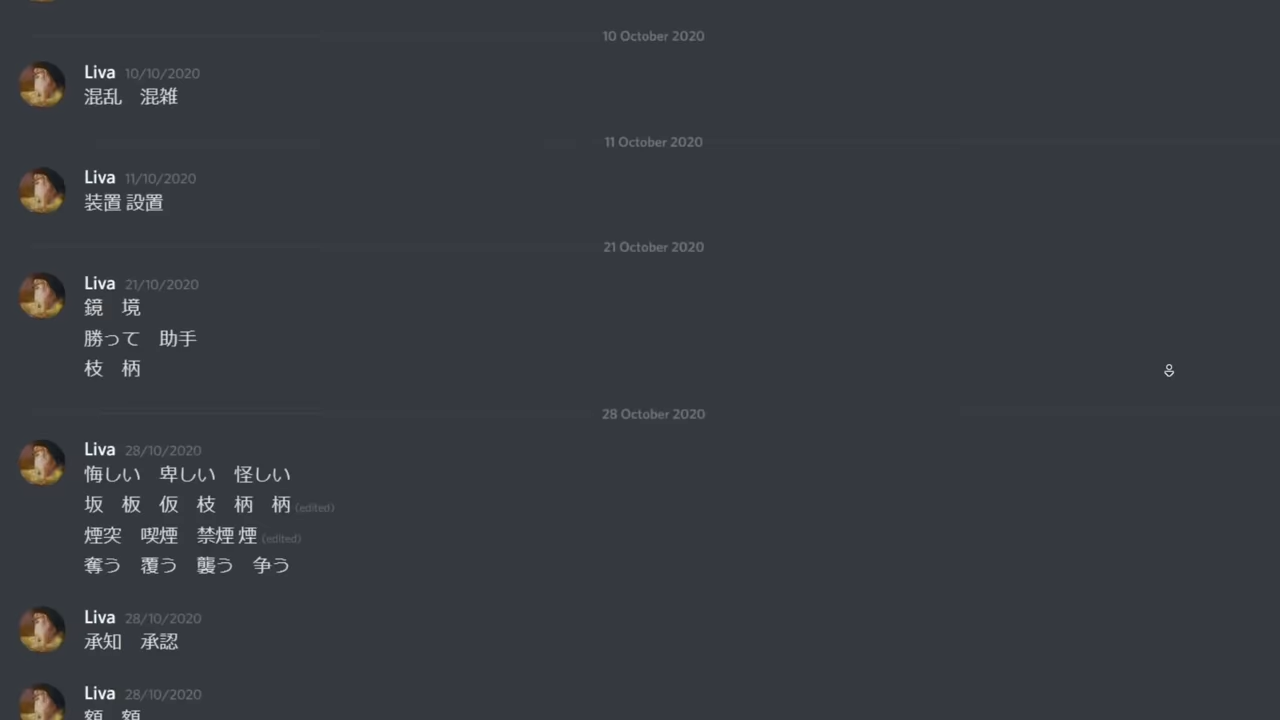 10 October 2020
Liva 10/10/2020
混乱　混雑
11 October 2020
Liva 11/10/2020
装置 設置
21 October 2020
Liva 21/10/2020
鏡　境
勝って　助手
枝　柄
28 October 2020
Liva 28/10/2020
悔しい　卑しい　怪しい
坂　板　仮　枝　柄　柄 (edited)
煙突　喫煙　禁煙 煙 (edited)
奪う　覆う　襲う　争う
Liva 28/10/2020
承知　承認
Liva 28/10/2020